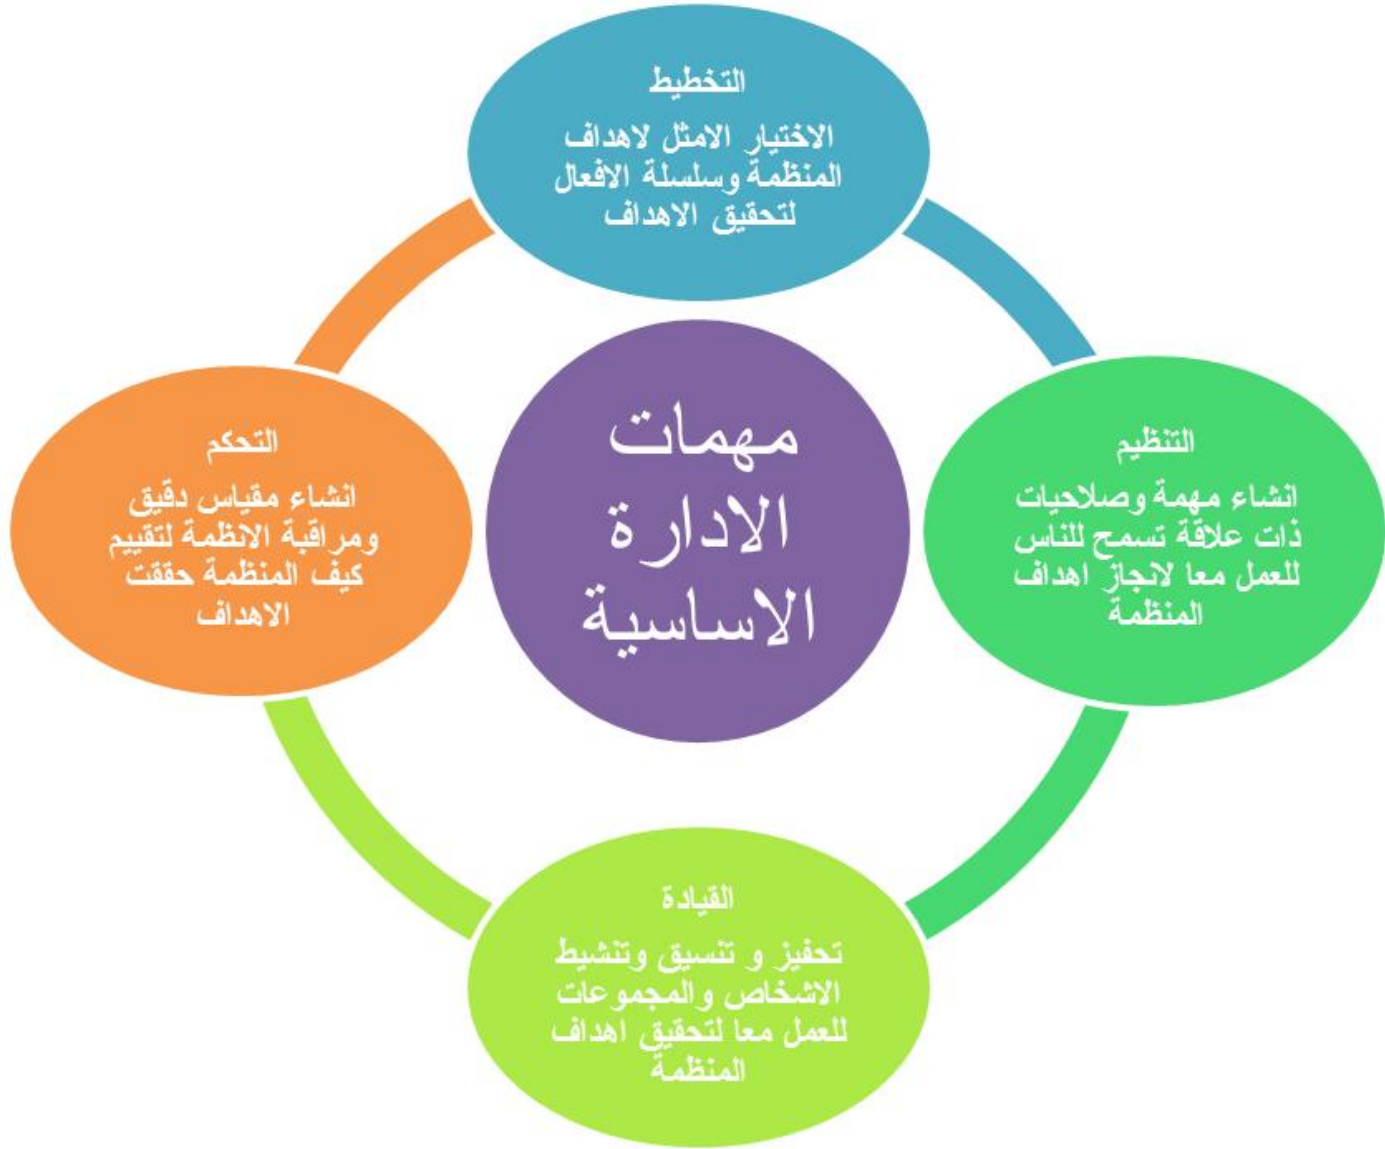 التخطيط
الاختيار الامثل لاهداف
المنظمة وسلسلة الافعال
لتحقيق الاهداف
التنظيم
انشاء مهمة وصلاحيات
ذات علاقة تسمح للناس
للعمل معا لانجاز اهداف
المنظمة
القيادة
تحفيز و تنسيق وتنشيط
الاشخاص والمجموعات
للعمل معا لتحقيق اهداف
المنظمة
التحكم
انشاء مقياس دقيق
ومراقبة الانظمة لتقييم
كيف المنظمة حققت
الاهداف
مهمات
الادارة
الاساسية